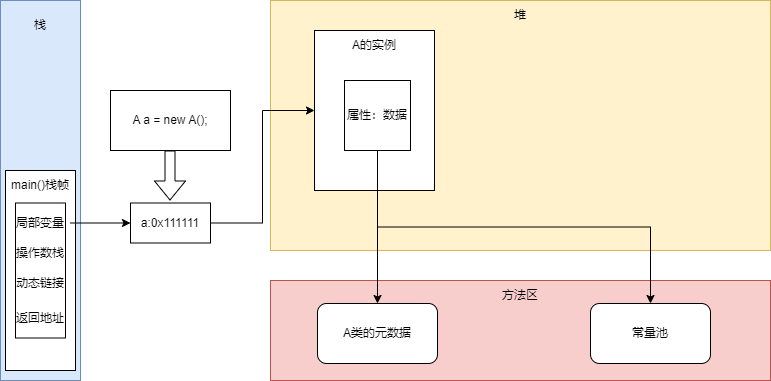 栈
堆
A的实例
属性：数据
A a = new A();
main()栈帧
局部变量
操作数栈
动态链接
返回地址
a:0x111111
方法区
A类的元数据
常量池